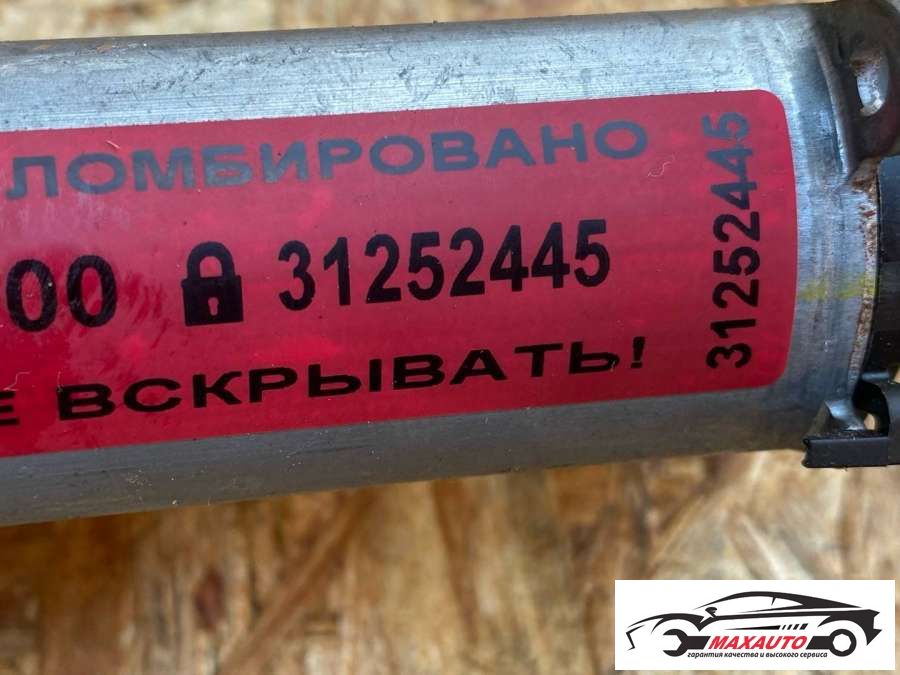 ЛОМБИРОВАНО
00 31252445
Е ВСКРЫВАТЬ!
31252445
MAXAUTO
гарантия качества и высокого сервиса